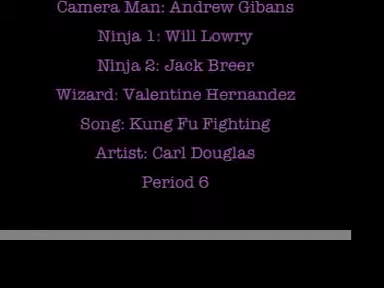 Camera Man: Andrew Gibans
Ninja 1: Will Lowry
Ninja 2: Jack Breer
Wizard: Valentine Hernandez
Song: Kung Fu Fighting
Artist: Carl Douglas
Period 6